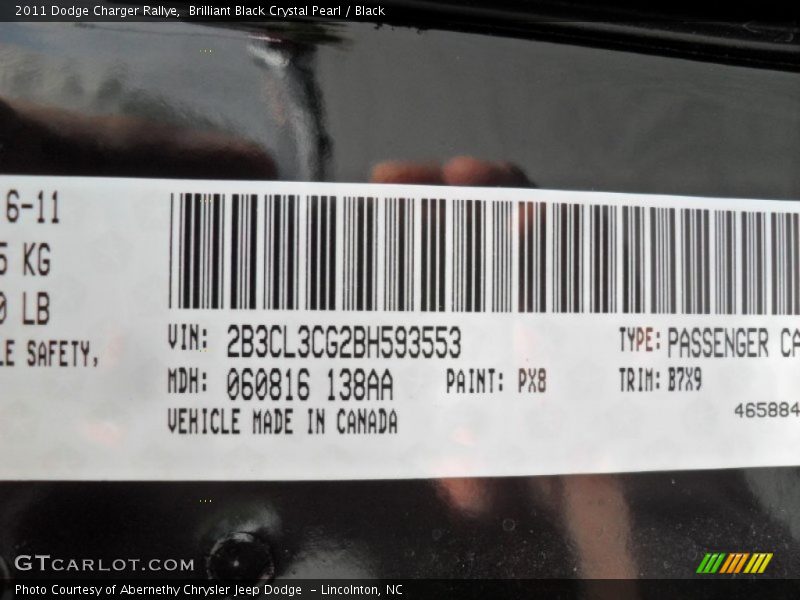 2011 Dodge Charger Rallye,  Brilliant Black Crystal Pearl / Black
6-11
5 KG
0 LB
LE SAFETY,
VIN: 2B3CL3CG2BH593553
TYPE: PASSENGER CA
MDH: 060816 138AA
PAINT: PX8
TRIM: B7X9
VEHICLE MADE IN CANADA
465884
GTCARLOT.COM
Photo Courtesy of Abernethy Chrysler Jeep Dodge  – Lincolnton, NC